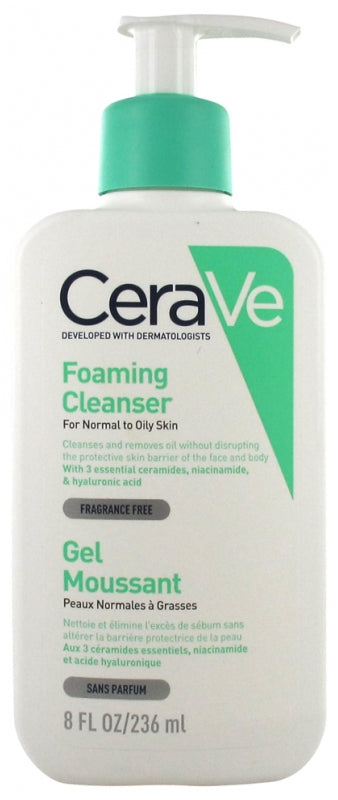 CeraVe
DEVELOPED WITH DERMATOLOGISTS
Foaming
Cleanser
For Normal to Oily Skin
Cleanses and removes oil without disrupting
the protective skin barrier of the face and body
With 3 essential ceramides, niacinamide,
& hyaluronic acid
FRAGRANCE FREE
Gel
Moussant
Peaux Normales à Grasses
Nettoie et élimine l'excès de sébum sans
altérer la barrière protectrice de la peau
Aux 3 céramides essentiels, niacinamide
et acide hyaluronique
SANS PARFUM
8 FL OZ/236 ml